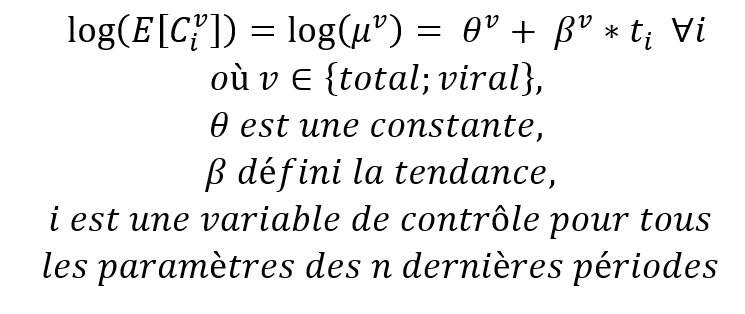 log(E[C_i^v]) = log(μ^v) = θ^v + β^v * t_i ∀i
où v ∈ {total; viral},
θ est une constante,
β défini la tendance,
i est une variable de contrôle pour tous
les paramètres des n dernières périodes